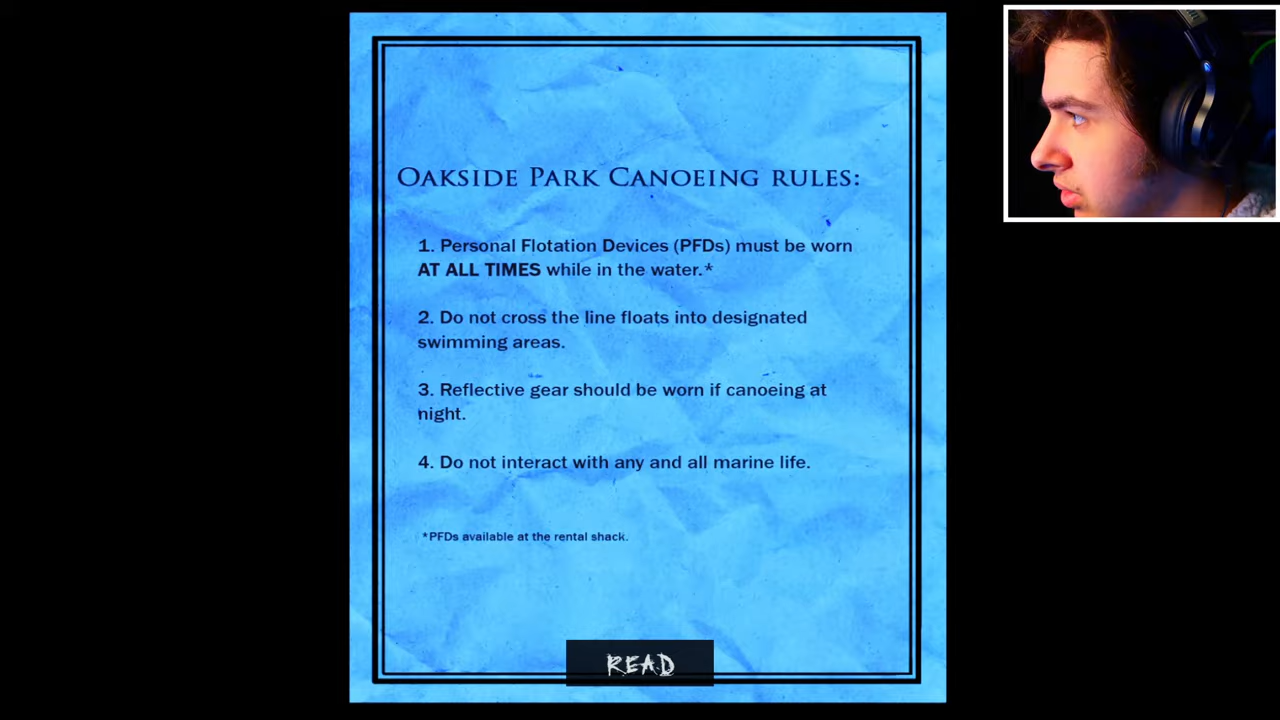 Oakside Park Canoeing rules:
1. Personal Flotation Devices (PFDs) must be worn
AT ALL TIMES while in the water.*
2. Do not cross the line floats into designated
swimming areas.
3. Reflective gear should be worn if canoeing at
night.
4. Do not interact with any and all marine life.
*PFDs available at the rental shack.
READ